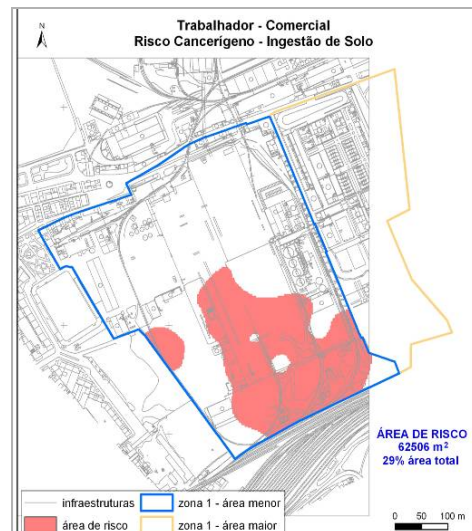 Trabalhador - Comercial
Risco Cancerígeno - Ingestão de Solo
N
ÁREA DE RISCO
62506 m²
29% área total
infraestruturas
zona 1 - área menor
área de risco
zona 1 - área maior
0 50 100 m